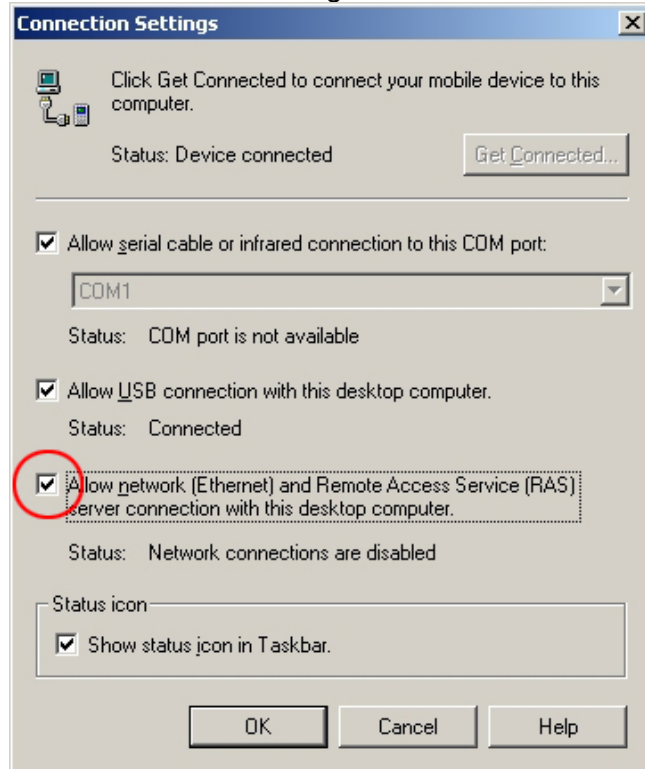 Connection Settings
Click Get Connected to connect your mobile device to this
computer.
Status: Device connected
Get Connected...
Allow serial cable or infrared connection to this COM port:
COM1
Status: COM port is not available
Allow USB connection with this desktop computer.
Status: Connected
Allow network (Ethernet) and Remote Access Service (RAS)
server connection with this desktop computer.
Status: Network connections are disabled
Status icon
Show status icon in Taskbar.
OK Cancel Help